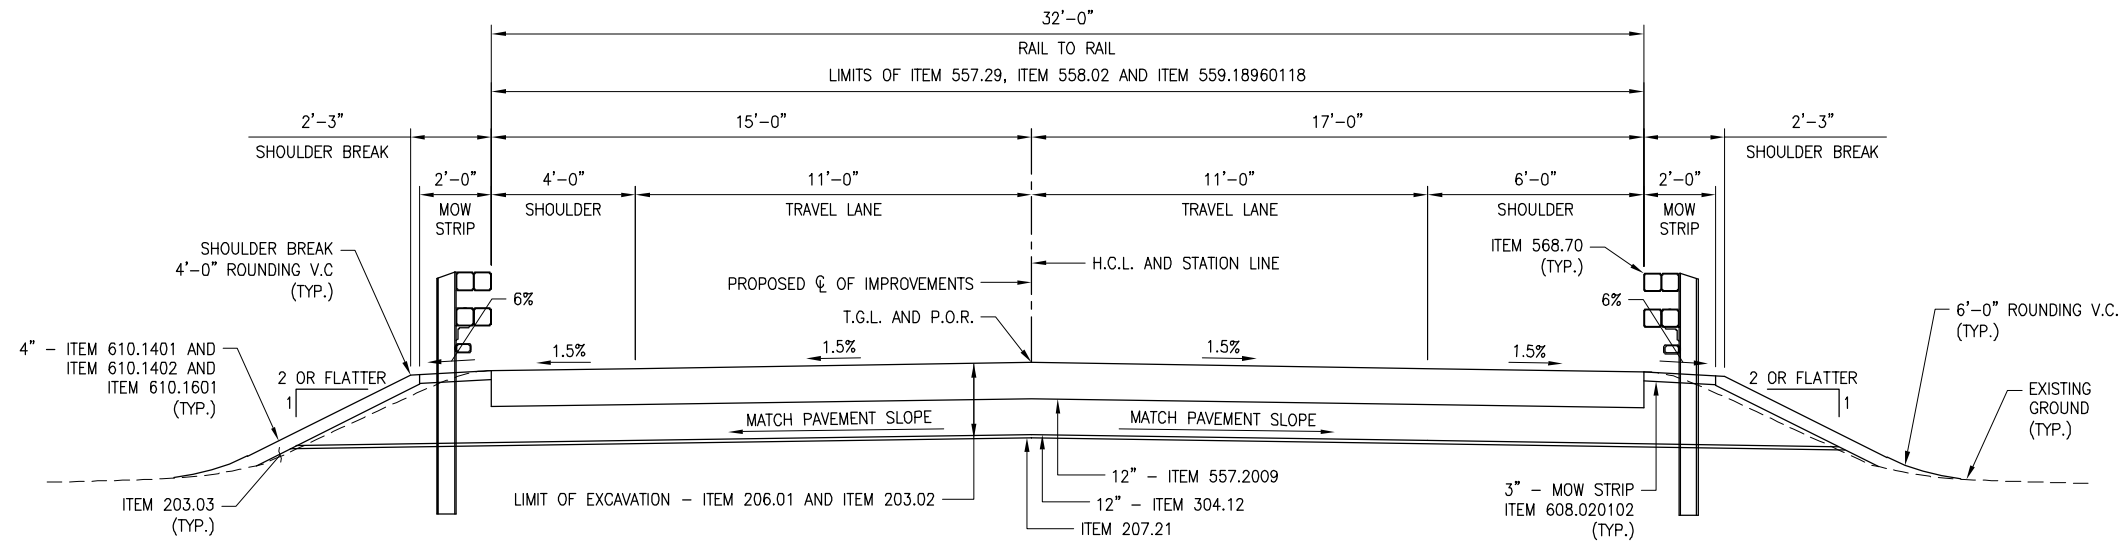 32'-0"
RAIL TO RAIL
LIMITS OF ITEM 557.29, ITEM 558.02 AND ITEM 559.18960118
2'-3"
15'-0"
17'-0"
2'-3"
SHOULDER BREAK
SHOULDER BREAK
2'-0"
4'-0"
11'-0"
11'-0"
6'-0"
2'-0"
MOW
STRIP
SHOULDER
TRAVEL LANE
TRAVEL LANE
SHOULDER
MOW
STRIP
SHOULDER BREAK
4'-0" ROUNDING V.C
(TYP.)
ITEM 568.70
(TYP.)
H.C.L. AND STATION LINE
PROPOSED ℄ OF IMPROVEMENTS
6%
6%
T.G.L. AND P.O.R.
6'-0" ROUNDING V.C.
(TYP.)
4" - ITEM 610.1401 AND
ITEM 610.1402 AND
ITEM 610.1601
(TYP.)
1.5%
1.5%
1.5%
1.5%
2 OR FLATTER
1
2 OR FLATTER
1
EXISTING
GROUND
(TYP.)
MATCH PAVEMENT SLOPE
MATCH PAVEMENT SLOPE
12" - ITEM 557.2009
LIMIT OF EXCAVATION - ITEM 206.01 AND ITEM 203.02
12" - ITEM 304.12
ITEM 207.21
ITEM 203.03
(TYP.)
3" - MOW STRIP
ITEM 608.020102
(TYP.)